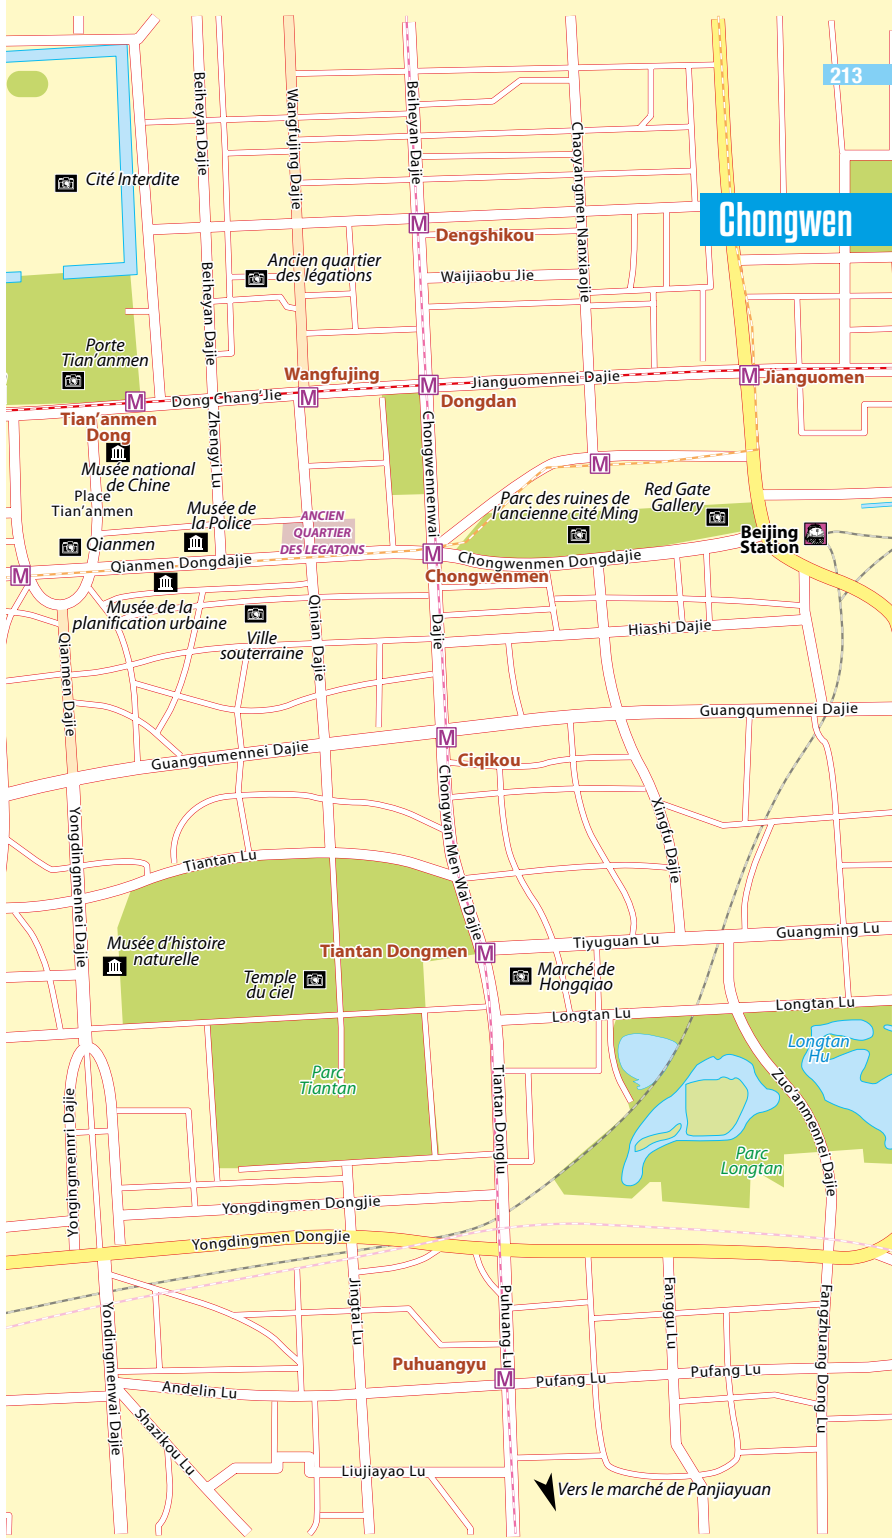 213
Chongwen
Beiheyan Dajie
Wangfujing Dajie
Beiheyan Dajie
Chaoyangmen Nanxiaojie
Cité Interdite
Dengshikou
Ancien quartier
des légations
Waijiaobu Jie
Beiheyan Dajie
Porte
Tian'anmen
Wangfujing
Jianguomennei Dajie
Jianguomen
M
M
M
M
M
Dong Chang'Jie
Dongdan
Tian'anmen
Dong
Zhengyi Lu
Chongwennenwai
Musée national
de Chine
M
Place
Tian'anmen
Musée de
la Police
ANCIEN
QUARTIER
DES LEGATONS
Parc des ruines de
l'ancienne cité Ming
Red Gate
Gallery
Beijing
Station
Qianmen
Qianmen Dongdajie
M
M
Chongwenmen Dongdajie
Chongwenmen
Musée de la
planification urbaine
Ville
souterraine
Qinian Dajie
Dajie
Hiashi Dajie
Qianmen Dajie
Guangqumennei Dajie
Guangqumennei Dajie
M
Ciqikou
Chongwan Men Wai Dajie
Xingfu Dajie
Yongdingmennei Dajie
Tiantan Lu
Musée d'histoire
naturelle
Tiantan Dongmen
M
Tiyuguan Lu
Guangming Lu
Temple
du ciel
Marché de
Hongqiao
Longtan Lu
Longtan Lu
Longtan
Hu
Parc
Tiantan
Tiantan Donglu
Zuo'anmennei Dajie
Yongingmenri Dajie
Parc
Longtan
Yongdingmen Dongjie
Yongdingmen Dongjie
Jingtai Lu
Puhuang Lu
Fanggu Lu
Fangzhuang Dong Lu
Yondingmenwai Dajie
Puhuangyu
M
Andelin Lu
Pufang Lu
Pufang Lu
Shazikou Lu
Liujiayao Lu
Vers le marché de Panjiayuan